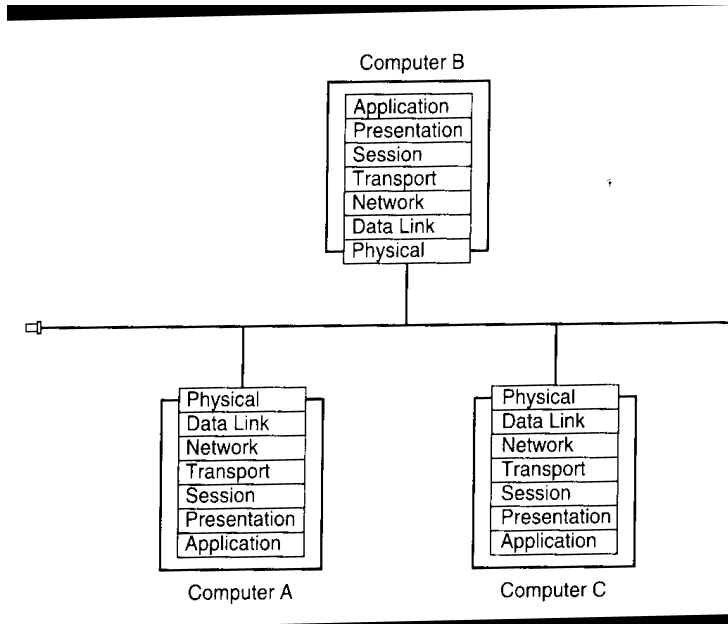 Computer B
Application
Presentation
Session
Transport
Network
Data Link
Physical
Physical
Data Link
Network
Transport
Session
Presentation
Application
Computer A
Physical
Data Link
Network
Transport
Session
Presentation
Application
Computer C